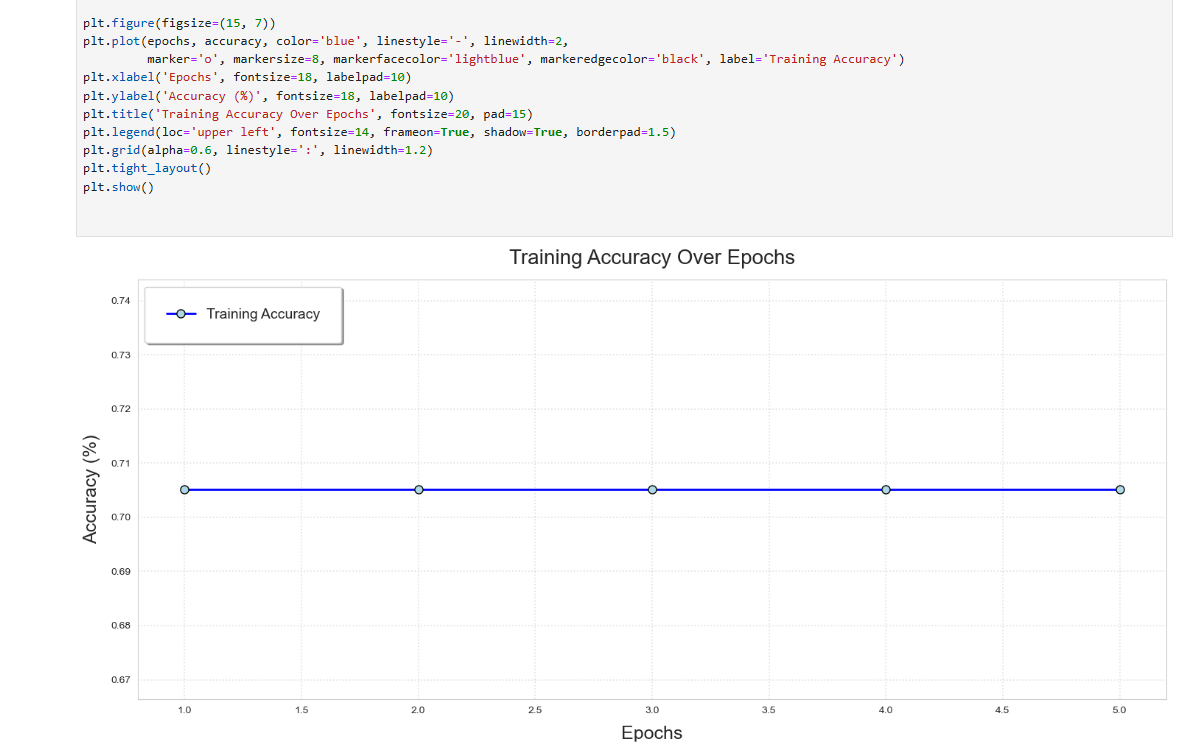 plt.figure(figsize=(15, 7))
plt.plot(epochs, accuracy, color='blue', linestyle='-', linewidth=2,
         marker='o', markersize=8, markerfacecolor='lightblue', markeredgecolor='black', label='Training Accuracy')
plt.xlabel('Epochs', fontsize=18, labelpad=10)
plt.ylabel('Accuracy (%)', fontsize=18, labelpad=10)
plt.title('Training Accuracy Over Epochs', fontsize=20, pad=15)
plt.legend(loc='upper left', fontsize=14, frameon=True, shadow=True, borderpad=1.5)
plt.grid(alpha=0.6, linestyle=':', linewidth=1.2)
plt.tight_layout()
plt.show()
Training Accuracy Over Epochs
Training Accuracy
0.74
0.73
0.72
0.71
0.70
0.69
0.68
0.67
Accuracy (%)
1.0 1.5 2.0 2.5 3.0 3.5 4.0 4.5 5.0
Epochs